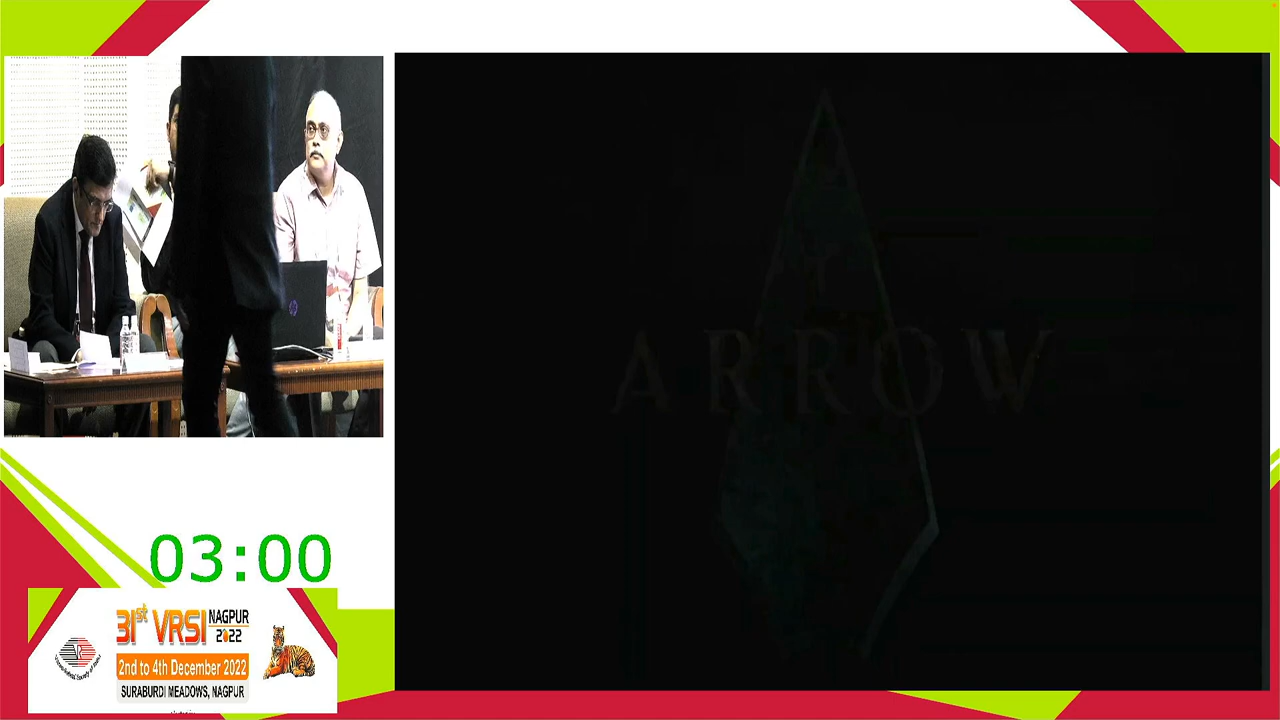 ARROW
03:00
31st VRSI NAGPUR
2022
2nd to 4th December 2022
SURABURDI MEADOWS, NAGPUR